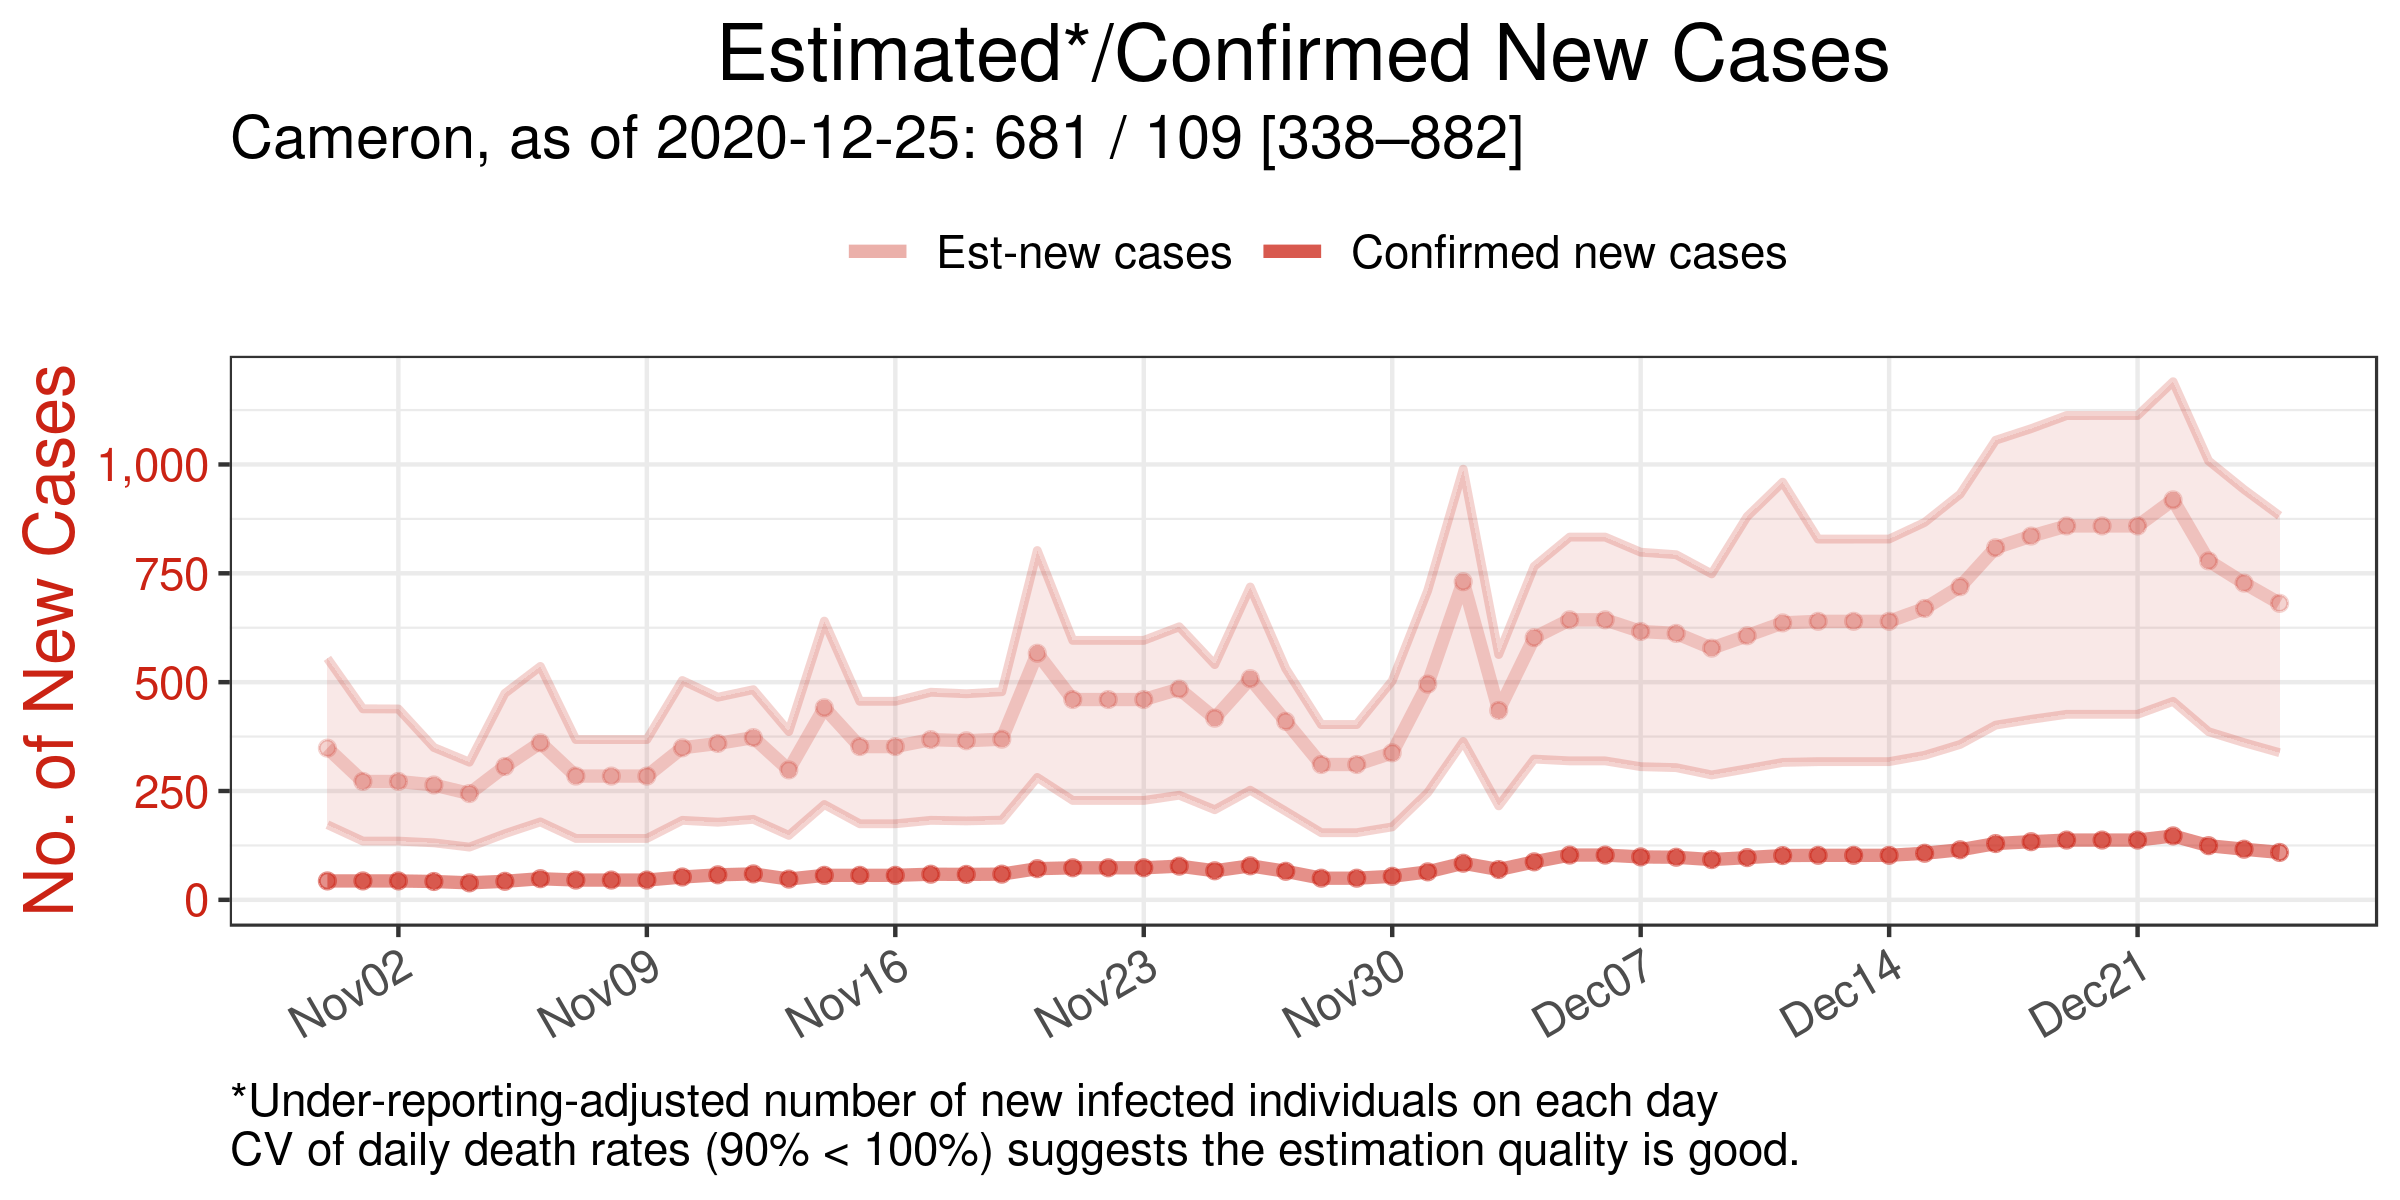 Estimated*/Confirmed New Cases
Cameron, as of 2020-12-25: 681 / 109 [338–882]
Est-new cases
Confirmed new cases
No. of New Cases
1,000
750
500
250
0
Nov02
Nov09
Nov16
Nov23
Nov30
Dec07
Dec14
Dec21
*Under-reporting-adjusted number of new infected individuals on each day
CV of daily death rates (90% < 100%) suggests the estimation quality is good.